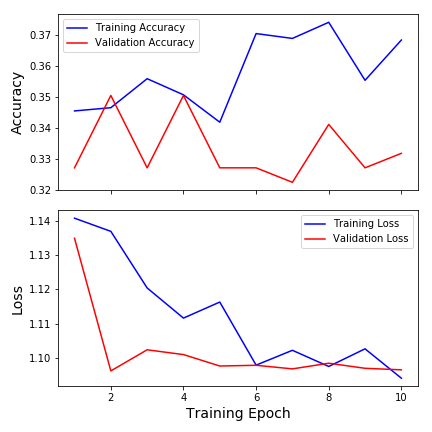 Training Accuracy
Validation Accuracy
0.37
0.36
0.35
0.34
0.33
0.32
Accuracy
Training Loss
Validation Loss
1.14
1.13
1.12
1.11
1.10
Loss
2 4 6 8 10
Training Epoch